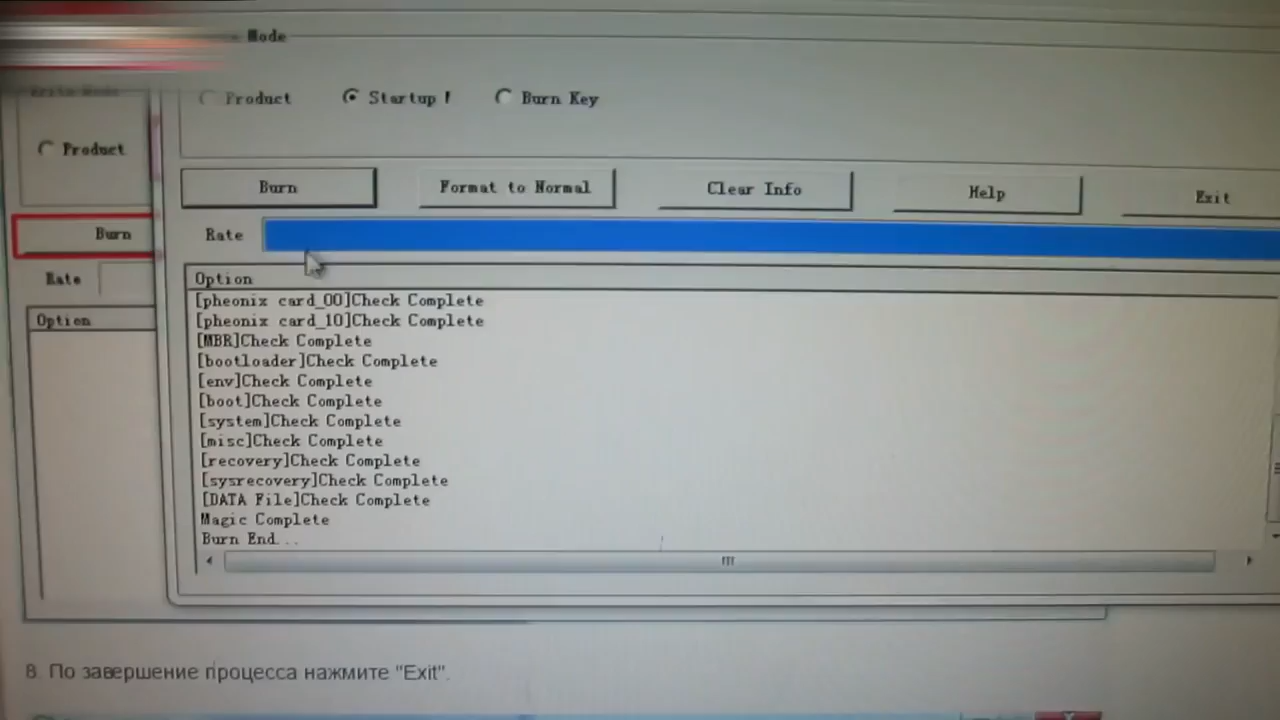 Mode
Write Mode
Product
Startup
Burn Key
Product
Burn
Format to Normal
Clear Info
Help
Exit
Burn
Rate
Rate
Option
Option
[pheonix card_00]Check Complete
[pheonix card_10]Check Complete
[MBR]Check Complete
[bootloader]Check Complete
[env]Check Complete
[boot]Check Complete
[system]Check Complete
[misc]Check Complete
[recovery]Check Complete
[sysrecovery]Check Complete
[DATA File]Check Complete
Magic Complete
Burn End...
8. По завершение процесса нажмите "Exit".